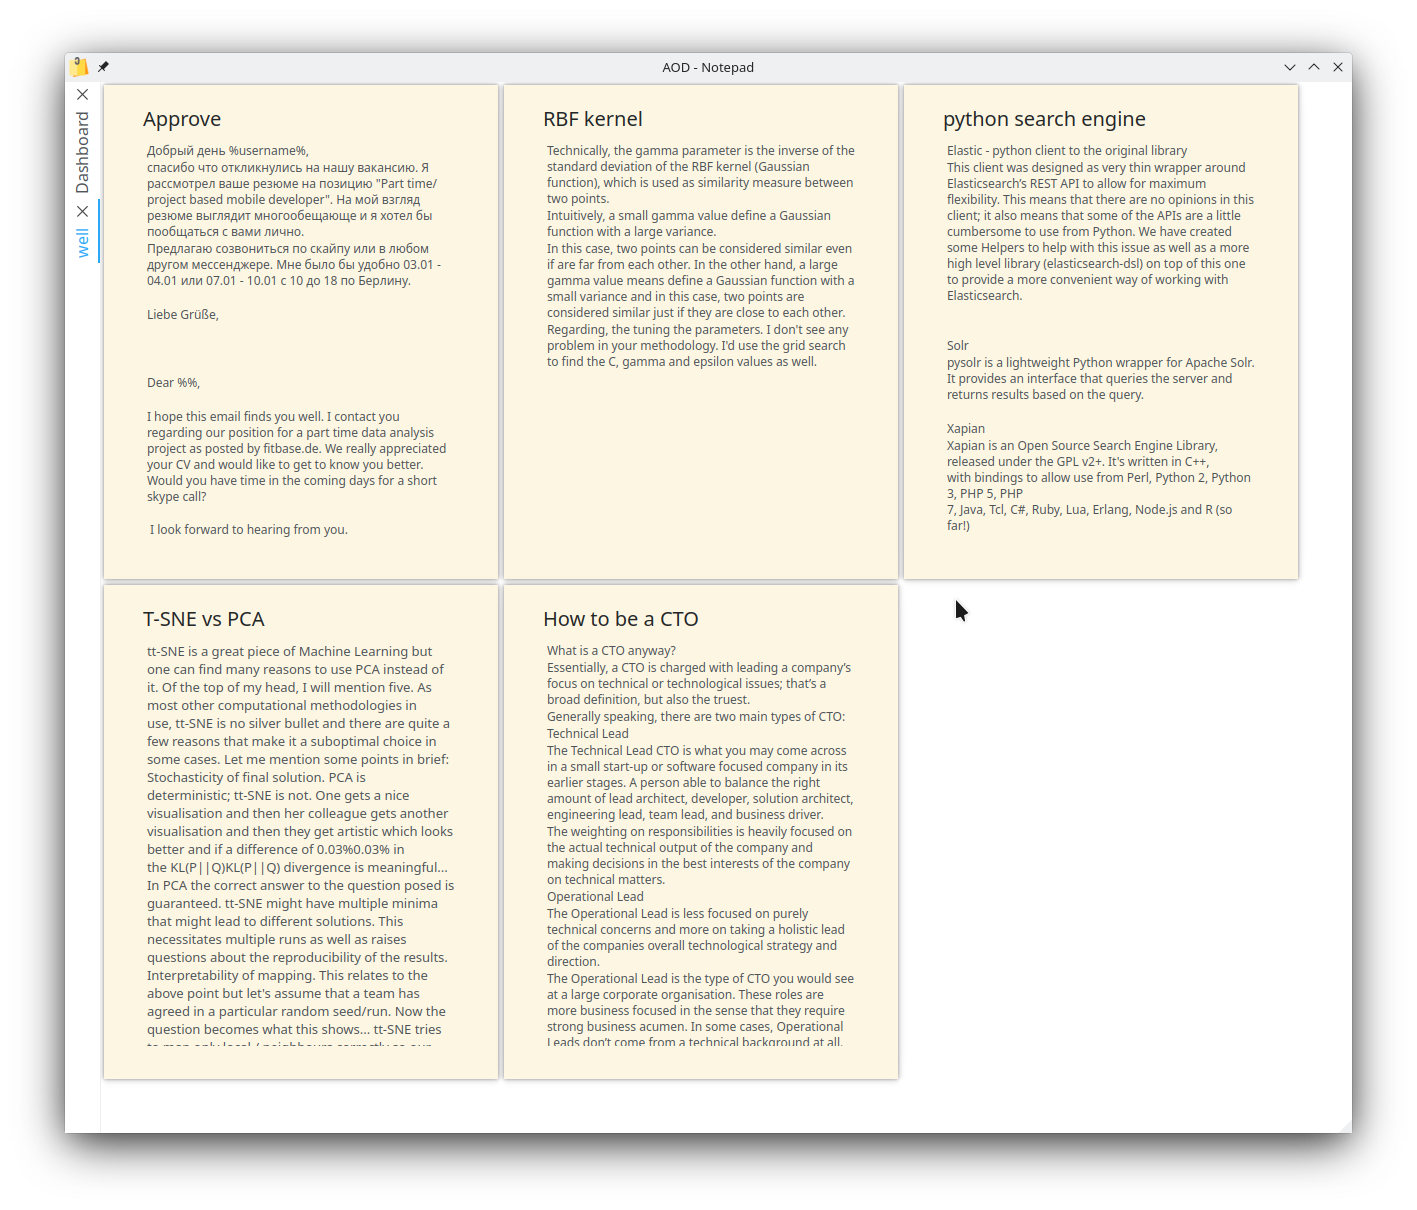 AOD - Notepad
Dashboard
well
Approve
Добрый день %username%,
спасибо что откликнулись на нашу вакансию. Я
рассмотрел ваше резюме на позицию "Part time/
project based mobile developer". На мой взгляд
резюме выглядит многообещающе и я хотел бы
пообщаться с вами лично.
Предлагаю созвониться по скайпу или в любом
другом мессенджере. Мне было бы удобно 03.01 -
04.01 или 07.01 - 10.01 с 10 до 18 по Берлину.
Liebe Grüße,
Dear %%,
I hope this email finds you well. I contact you
regarding our position for a part time data analysis
project as posted by fitbase.de. We really appreciated
your CV and would like to get to know you better.
Would you have time in the coming days for a short
skype call?
I look forward to hearing from you.
RBF kernel
Technically, the gamma parameter is the inverse of the
standard deviation of the RBF kernel (Gaussian
function), which is used as similarity measure between
two points.
Intuitively, a small gamma value define a Gaussian
function with a large variance.
In this case, two points can be considered similar even
if are far from each other. In the other hand, a large
gamma value means define a Gaussian function with a
small variance and in this case, two points are
considered similar just if they are close to each other.
Regarding, the tuning the parameters. I don't see any
problem in your methodology. I'd use the grid search
to find the C, gamma and epsilon values as well.
python search engine
Elastic - python client to the original library
This client was designed as very thin wrapper around
Elasticsearch’s REST API to allow for maximum
flexibility. This means that there are no opinions in this
client; it also means that some of the APIs are a little
cumbersome to use from Python. We have created
some Helpers to help with this issue as well as a more
high level library (elasticsearch-dsl) on top of this one
to provide a more convenient way of working with
Elasticsearch.
Solr
pysolr is a lightweight Python wrapper for Apache Solr.
It provides an interface that queries the server and
returns results based on the query.
Xapian
Xapian is an Open Source Search Engine Library,
released under the GPL v2+. It's written in C++,
with bindings to allow use from Perl, Python 2, Python
3, PHP 5, PHP
7, Java, Tcl, C#, Ruby, Lua, Erlang, Node.js and R (so
far!)
T-SNE vs PCA
tt-SNE is a great piece of Machine Learning but
one can find many reasons to use PCA instead of
it. Of the top of my head, I will mention five. As
most other computational methodologies in
use, tt-SNE is no silver bullet and there are quite a
few reasons that make it a suboptimal choice in
some cases. Let me mention some points in brief:
Stochasticity of final solution. PCA is
deterministic; tt-SNE is not. One gets a nice
visualisation and then her colleague gets another
visualisation and then they get artistic which looks
better and if a difference of 0.03%0.03% in
the KL(P||Q)KL(P||Q) divergence is meaningful...
In PCA the correct answer to the question posed is
guaranteed. tt-SNE might have multiple minima
that might lead to different solutions. This
necessitates multiple runs as well as raises
questions about the reproducibility of the results.
Interpretability of mapping. This relates to the
above point but let's assume that a team has
agreed in a particular random seed/run. Now the
question becomes what this shows... tt-SNE tries
to map only local / neighbours correctly so our
How to be a CTO
What is a CTO anyway?
Essentially, a CTO is charged with leading a company’s
focus on technical or technological issues; that’s a
broad definition, but also the truest.
Generally speaking, there are two main types of CTO:
Technical Lead
The Technical Lead CTO is what you may come across
in a small start-up or software focused company in its
earlier stages. A person able to balance the right
amount of lead architect, developer, solution architect,
engineering lead, team lead, and business driver.
The weighting on responsibilities is heavily focused on
the actual technical output of the company and
making decisions in the best interests of the company
on technical matters.
Operational Lead
The Operational Lead is less focused on purely
technical concerns and more on taking a holistic lead
of the companies overall technological strategy and
direction.
The Operational Lead is the type of CTO you would see
at a large corporate organisation. These roles are
more business focused in the sense that they require
strong business acumen. In some cases, Operational
Leads don’t come from a technical background at all.